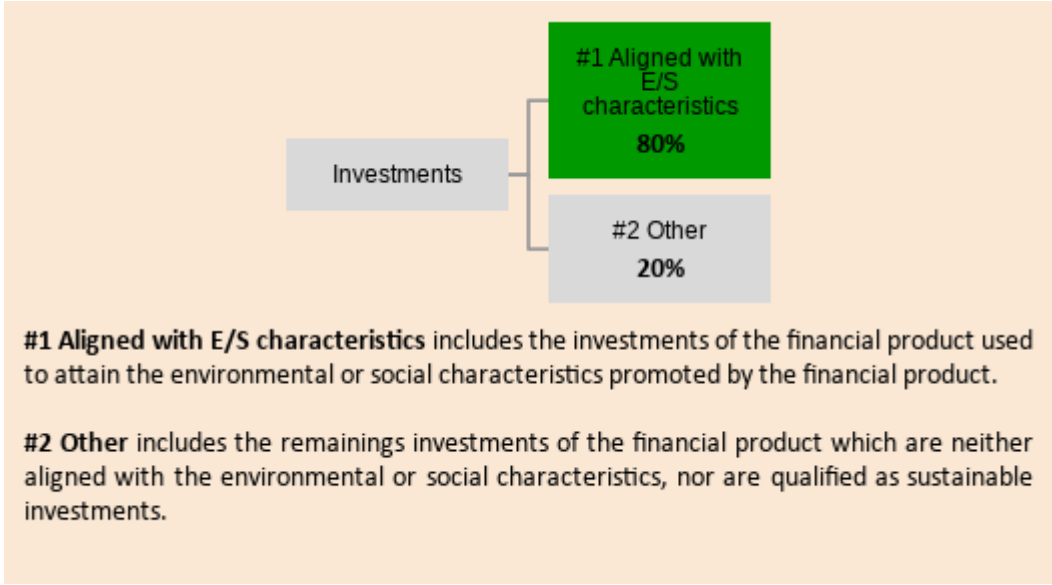 #1 Aligned with
E/S
characteristics
80%
Investments
#2 Other
20%
#1 Aligned with E/S characteristics includes the investments of the financial product used
to attain the environmental or social characteristics promoted by the financial product.
#2 Other includes the remainings investments of the financial product which are neither
aligned with the environmental or social characteristics, nor are qualified as sustainable
investments.